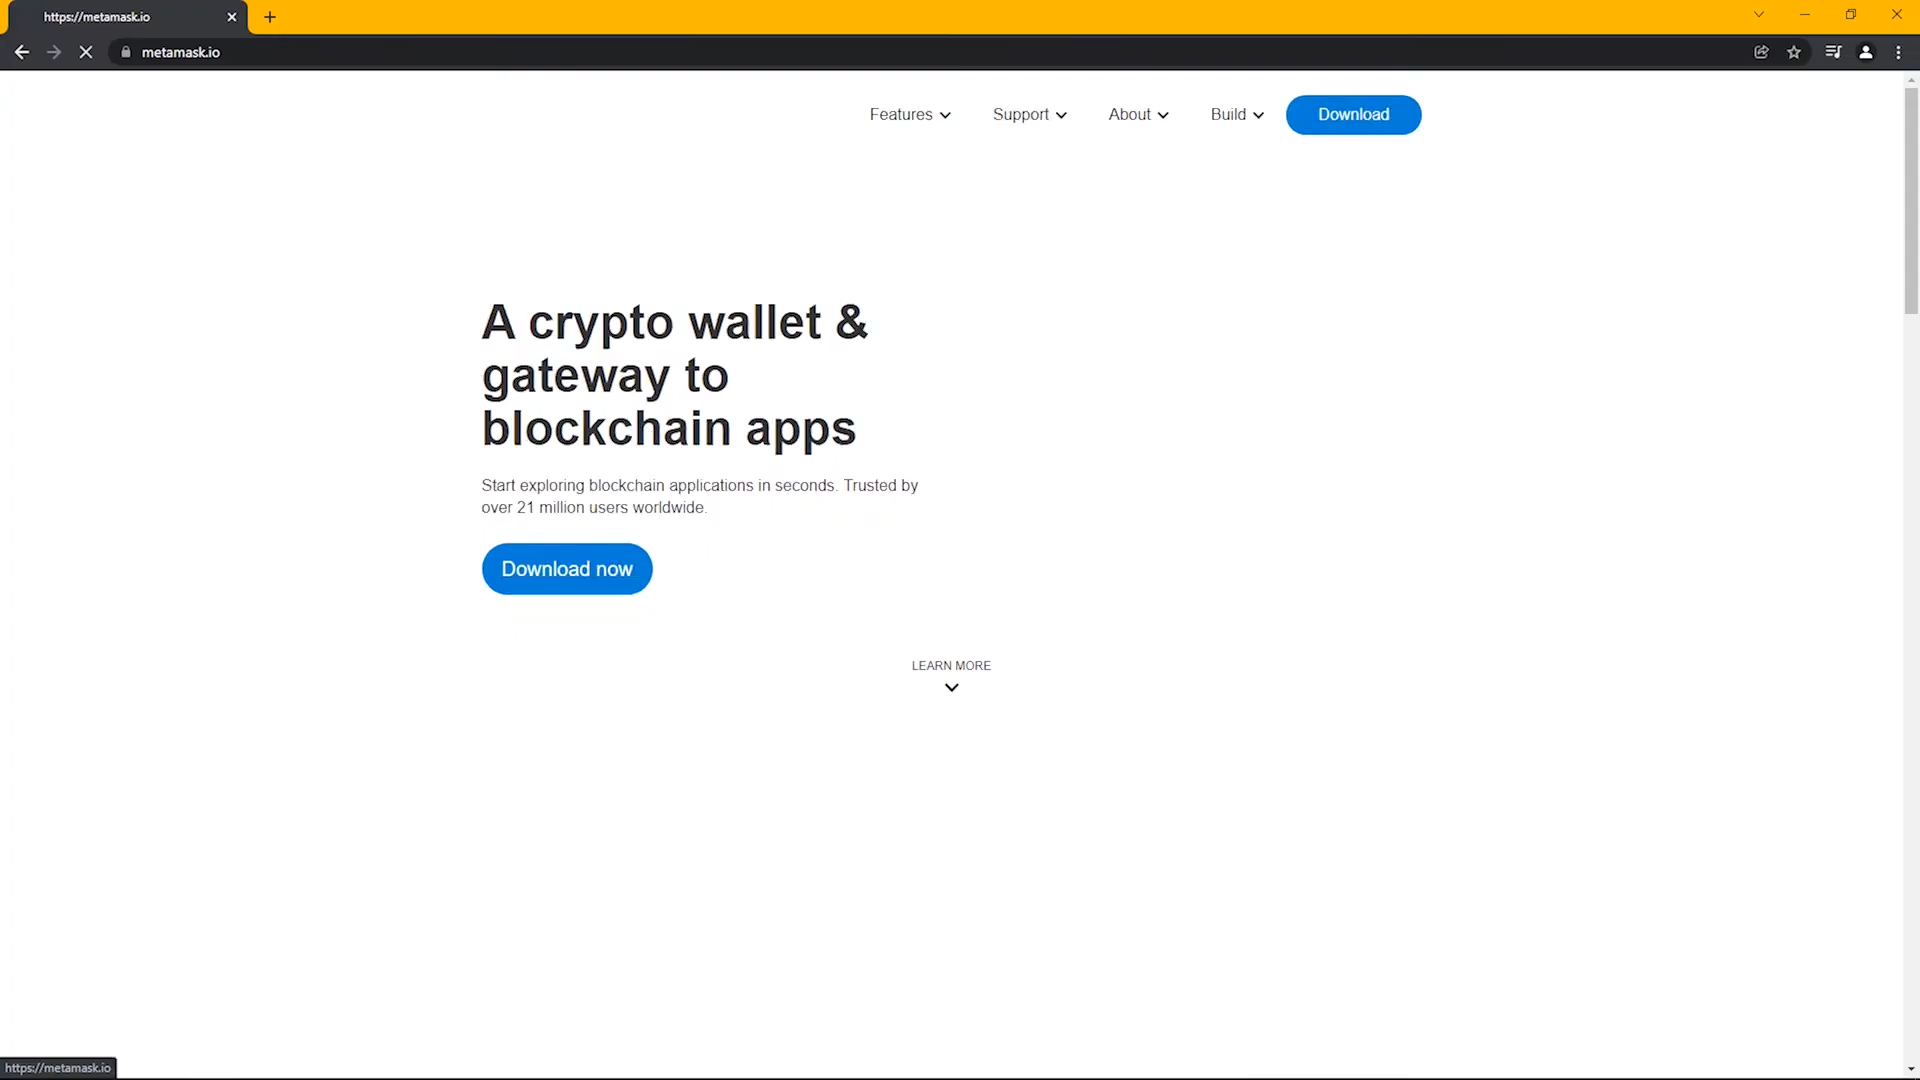 https://metamask.io
metamask.io
Features
Support
About
Build
Download
A crypto wallet &
gateway to
blockchain apps
Start exploring blockchain applications in seconds. Trusted by
over 21 million users worldwide.
Download now
LEARN MORE
https://metamask.io